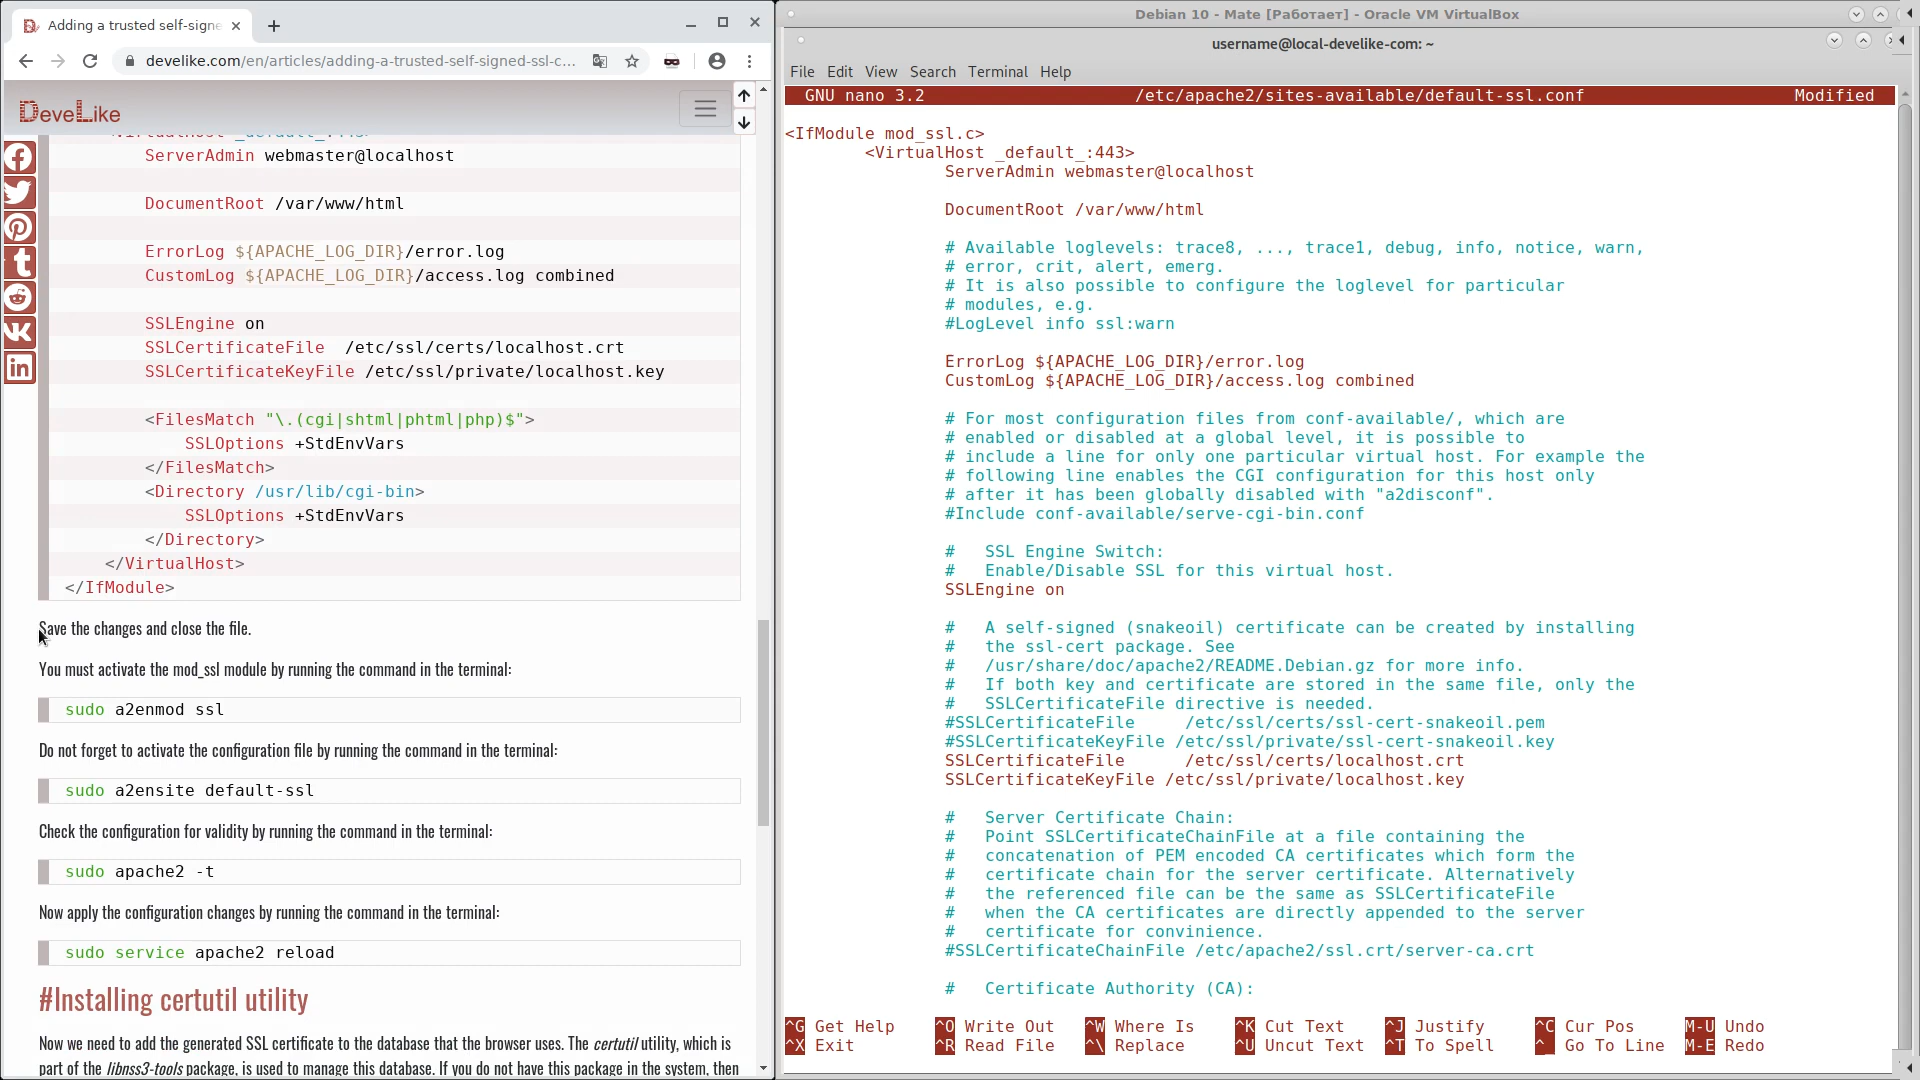 Adding a trusted self-signe
develike.com/en/articles/adding-a-trusted-self-signed-ssl-c...
DeveLike
ServerAdmin webmaster@localhost
DocumentRoot /var/www/html
ErrorLog ${APACHE_LOG_DIR}/error.log
CustomLog ${APACHE_LOG_DIR}/access.log combined
SSLEngine on
SSLCertificateFile  /etc/ssl/certs/localhost.crt
SSLCertificateKeyFile /etc/ssl/private/localhost.key
<FilesMatch "\.(cgi|shtml|phtml|php)$">
SSLOptions +StdEnvVars
</FilesMatch>
<Directory /usr/lib/cgi-bin>
SSLOptions +StdEnvVars
</Directory>
</VirtualHost>
</IfModule>
Save the changes and close the file.
You must activate the mod_ssl module by running the command in the terminal:
sudo a2enmod ssl
Do not forget to activate the configuration file by running the command in the terminal:
sudo a2ensite default-ssl
Check the configuration for validity by running the command in the terminal:
sudo apache2 -t
Now apply the configuration changes by running the command in the terminal:
sudo service apache2 reload
#Installing certutil utility
Now we need to add the generated SSL certificate to the database that the browser uses. The certutil utility, which is
part of the libnss3-tools package, is used to manage this database. If you do not have this package in the system, then
Debian 10 - Mate [Работает] - Oracle VM VirtualBox
username@local-develike-com: ~
File Edit View Search Terminal Help
GNU nano 3.2 /etc/apache2/sites-available/default-ssl.conf Modified
<IfModule mod_ssl.c>
<VirtualHost _default_:443>
ServerAdmin webmaster@localhost
DocumentRoot /var/www/html
# Available loglevels: trace8, ..., trace1, debug, info, notice, warn,
# error, crit, alert, emerg.
# It is also possible to configure the loglevel for particular
# modules, e.g.
#LogLevel info ssl:warn
ErrorLog ${APACHE_LOG_DIR}/error.log
CustomLog ${APACHE_LOG_DIR}/access.log combined
# For most configuration files from conf-available/, which are
# enabled or disabled at a global level, it is possible to
# include a line for only one particular virtual host. For example the
# following line enables the CGI configuration for this host only
# after it has been globally disabled with "a2disconf".
#Include conf-available/serve-cgi-bin.conf
#   SSL Engine Switch:
#   Enable/Disable SSL for this virtual host.
SSLEngine on
#   A self-signed (snakeoil) certificate can be created by installing
#   the ssl-cert package. See
#   /usr/share/doc/apache2/README.Debian.gz for more info.
#   If both key and certificate are stored in the same file, only the
#   SSLCertificateFile directive is needed.
#SSLCertificateFile     /etc/ssl/certs/ssl-cert-snakeoil.pem
#SSLCertificateKeyFile /etc/ssl/private/ssl-cert-snakeoil.key
SSLCertificateFile      /etc/ssl/certs/localhost.crt
SSLCertificateKeyFile /etc/ssl/private/localhost.key
#   Server Certificate Chain:
#   Point SSLCertificateChainFile at a file containing the
#   concatenation of PEM encoded CA certificates which form the
#   certificate chain for the server certificate. Alternatively
#   the referenced file can be the same as SSLCertificateFile
#   when the CA certificates are directly appended to the server
#   certificate for convinience.
#SSLCertificateChainFile /etc/apache2/ssl.crt/server-ca.crt
#   Certificate Authority (CA):
^G Get Help ^O Write Out ^W Where Is ^K Cut Text ^J Justify ^C Cur Pos M-U Undo
^X Exit ^R Read File ^\ Replace ^U Uncut Text ^T To Spell ^_ Go To Line M-E Redo